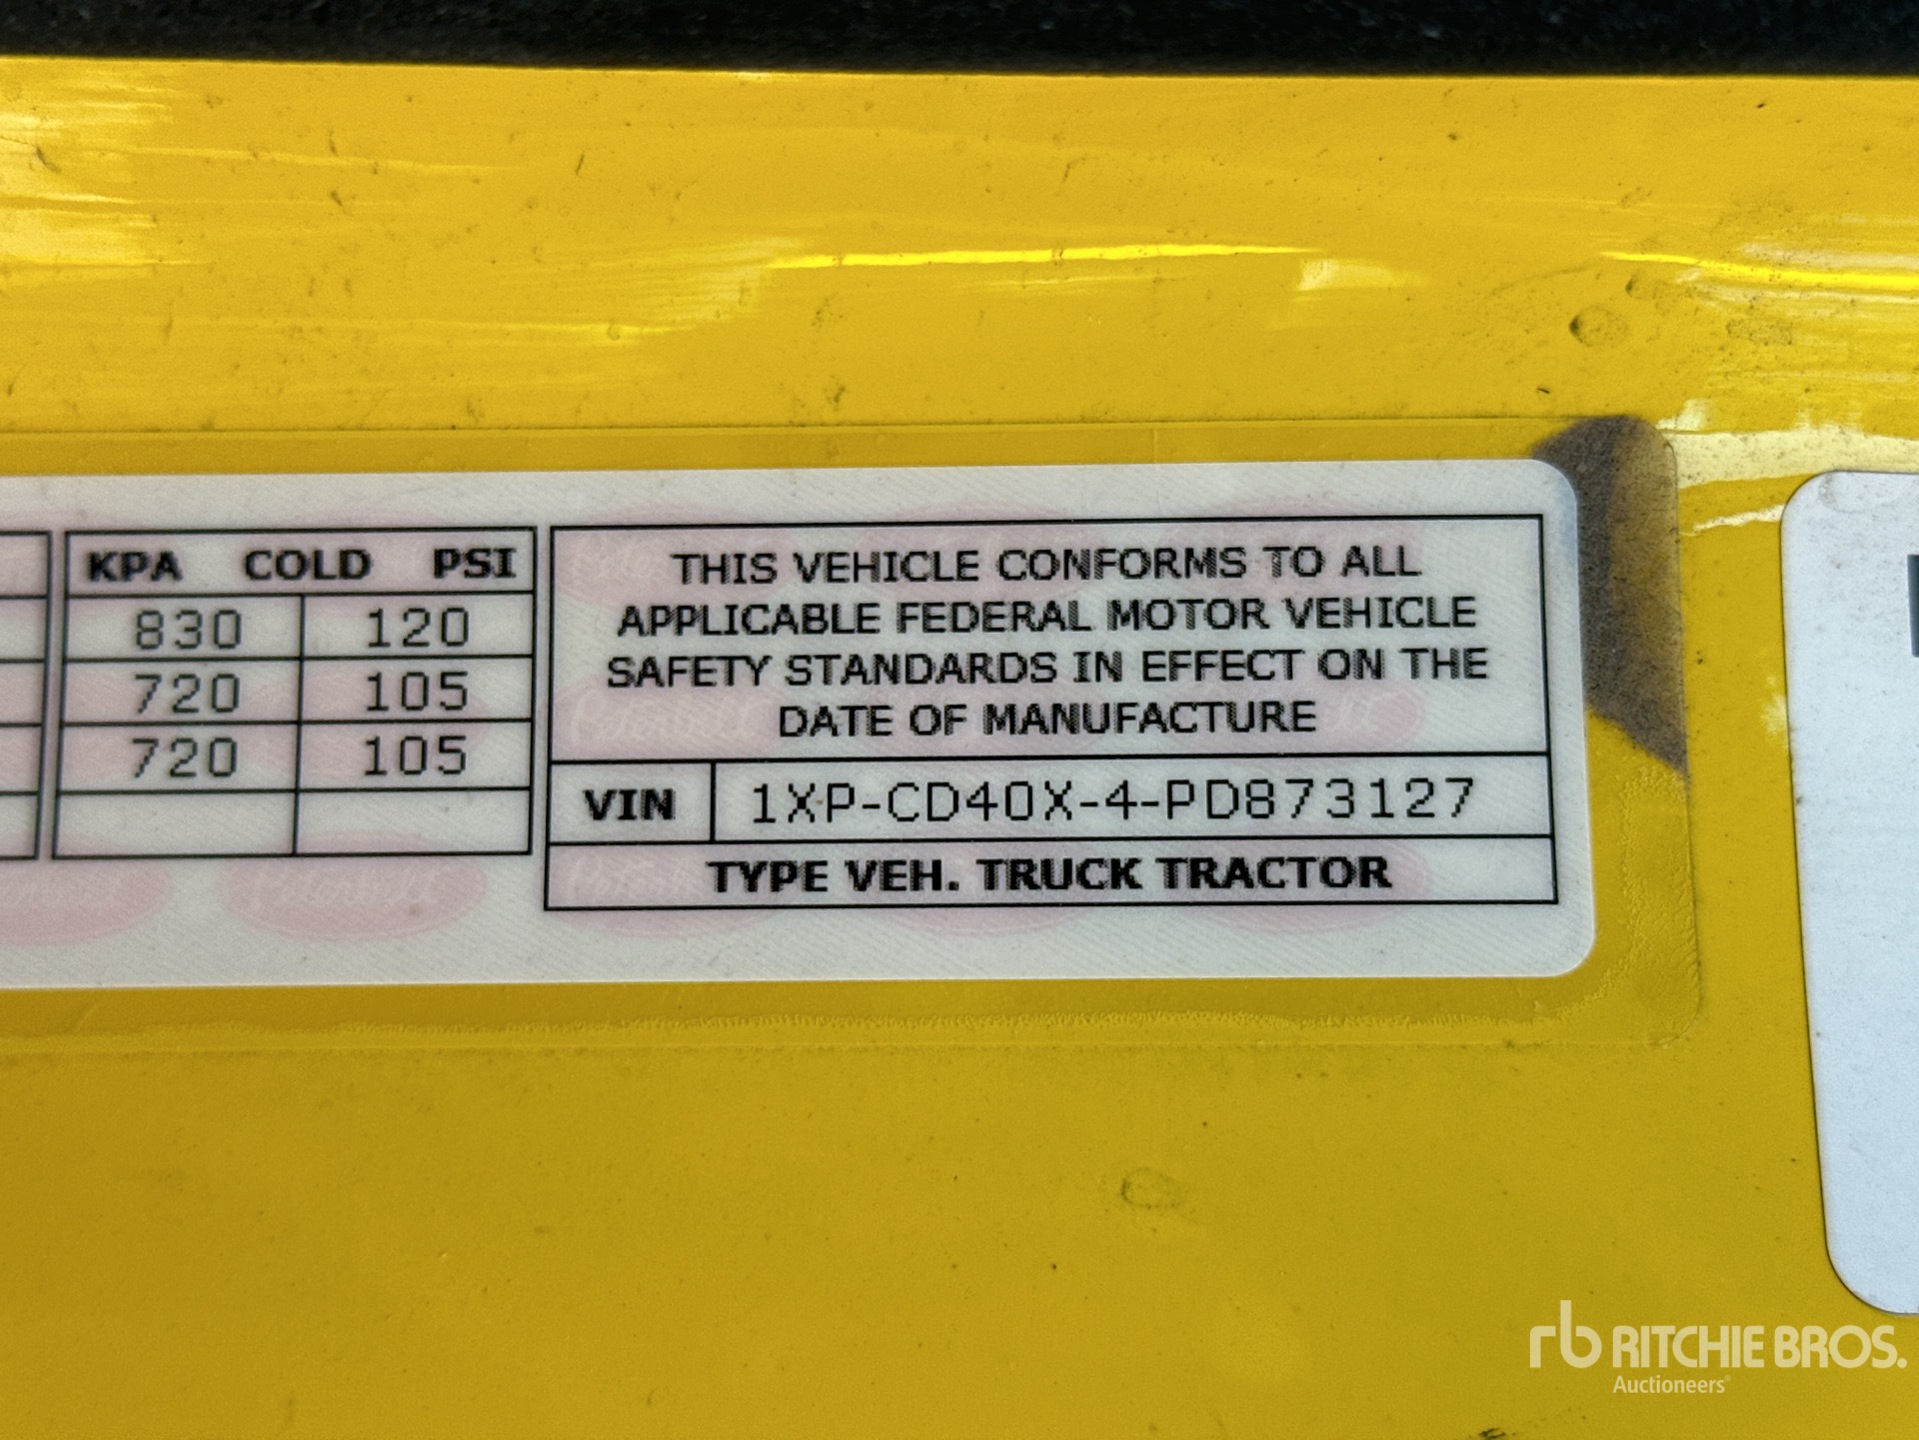 KPA COLD PSI
830 120
720 105
720 105
THIS VEHICLE CONFORMS TO ALL
APPLICABLE FEDERAL MOTOR VEHICLE
SAFETY STANDARDS IN EFFECT ON THE
DATE OF MANUFACTURE
VIN 1XP-CD40X-4-PD873127
TYPE VEH. TRUCK TRACTOR
rb RITCHIE BROS.
Auctioneers